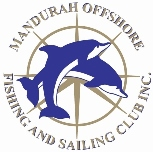 MANDURAH OFFSHORE
FISHING AND SAILING CLUB INC.